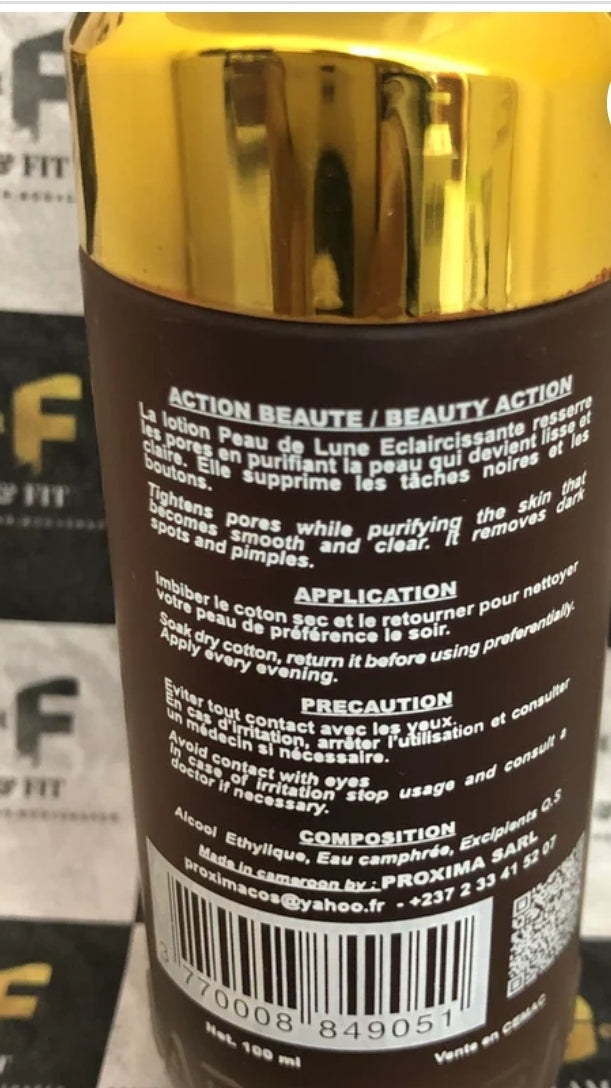 ACTION BEAUTE / BEAUTY ACTION
La lotion Peau de Lune Eclaircissante resserre
les pores en purifiant la peau qui devient lisse et
claire. Elle supprime les tâches noires et les
boutons.
Tightens pores while purifying the skin that
becomes smooth and clear. It removes dark
spots and pimples.
APPLICATION
Imbiber le coton sec et le retourner pour nettoyer
votre peau de préférence le soir.
Soak dry cotton, return it before using preferentially.
Apply every evening.
PRECAUTION
Eviter tout contact avec les yeux.
En cas d'irritation, arrêter l'utilisation et consulter
un médecin si nécessaire.
Avoid contact with eyes
In case of irritation stop usage and consult a
doctor if necessary.
COMPOSITION
Alcool Ethylique, Eau camphrée, Excipients Q.S
Made in cameroon by : PROXIMA SARL
proximacos@yahoo.fr - +237 2 33 41 52 07
3 770008 849051
Net. 100 ml
Vente en CEMAC
F
& FIT
F
& FIT
F
& FIT